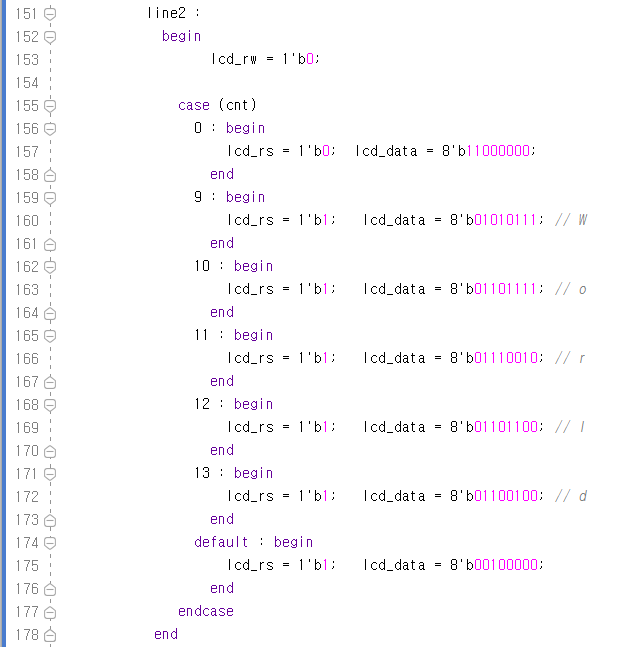 151 line2 :
152 begin
153 lcd_rw = 1'b0;
154
155 case (cnt)
156 0 : begin
157 lcd_rs = 1'b0; lcd_data = 8'b11000000;
158 end
159 9 : begin
160 lcd_rs = 1'b1; lcd_data = 8'b01010111; // W
161 end
162 10 : begin
163 lcd_rs = 1'b1; lcd_data = 8'b01101111; // o
164 end
165 11 : begin
166 lcd_rs = 1'b1; lcd_data = 8'b01110010; // r
167 end
168 12 : begin
169 lcd_rs = 1'b1; lcd_data = 8'b01101100; // l
170 end
171 13 : begin
172 lcd_rs = 1'b1; lcd_data = 8'b01100100; // d
173 end
174 default : begin
175 lcd_rs = 1'b1; lcd_data = 8'b00100000;
176 end
177 endcase
178 end